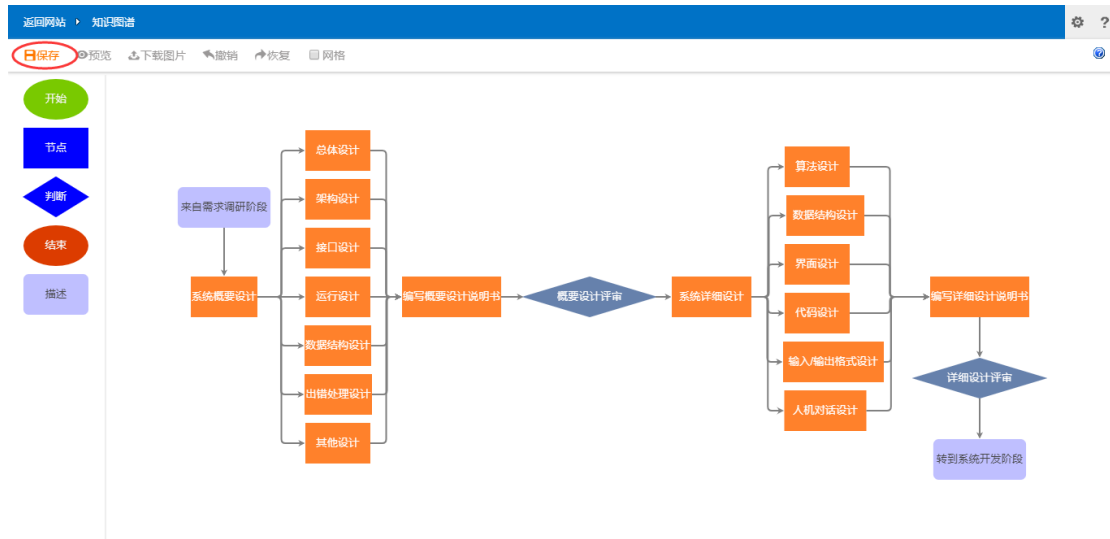 返回网站 知识图谱
?
保存 预览 下载图片 撤销 恢复 网格
?
开始
节点
判断
结束
描述
来自需求调研阶段
系统概要设计
总体设计
架构设计
接口设计
运行设计
数据结构设计
出错处理设计
其他设计
编写概要设计说明书
概要设计评审
系统详细设计
算法设计
数据结构设计
界面设计
代码设计
输入/输出格式设计
人机对话设计
编写详细设计说明书
详细设计评审
转到系统开发阶段